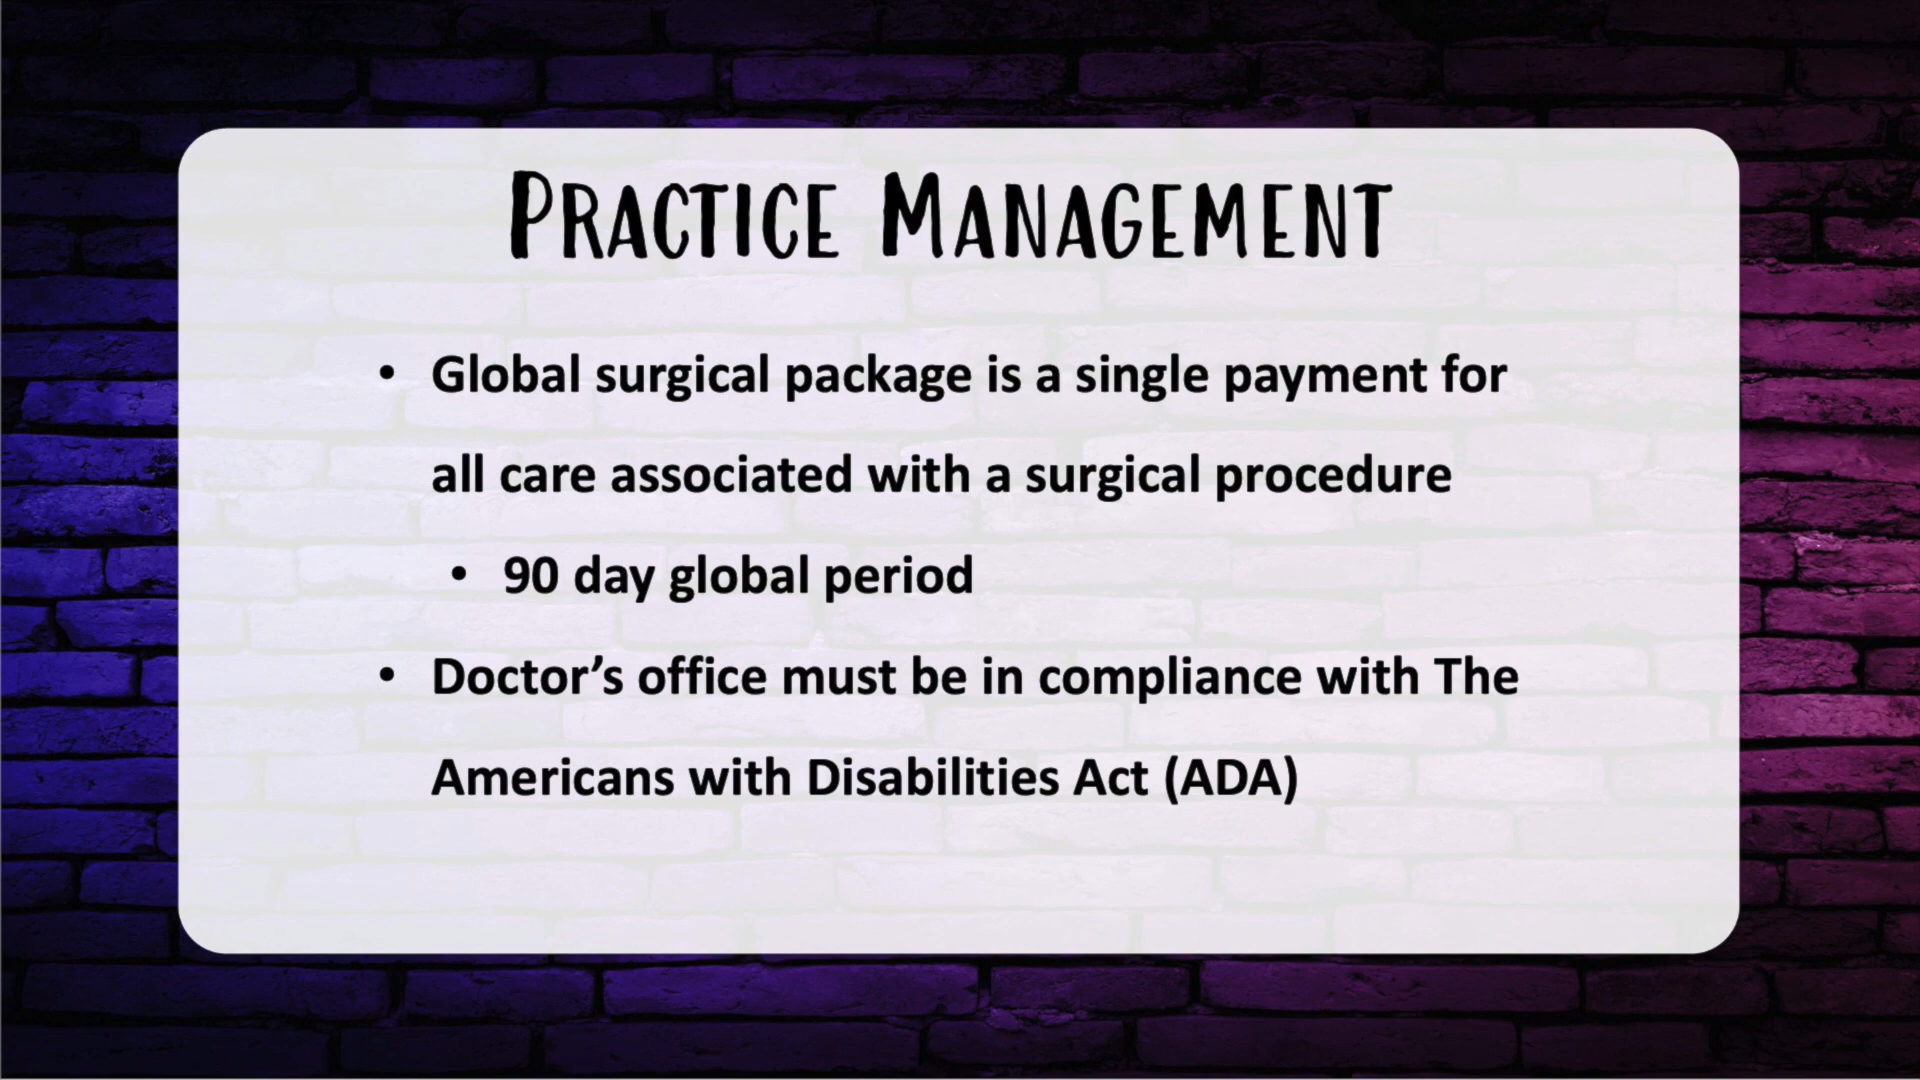 PRACTICE MANAGEMENT
• Global surgical package is a single payment for
all care associated with a surgical procedure
• 90 day global period
• Doctor’s office must be in compliance with The
Americans with Disabilities Act (ADA)